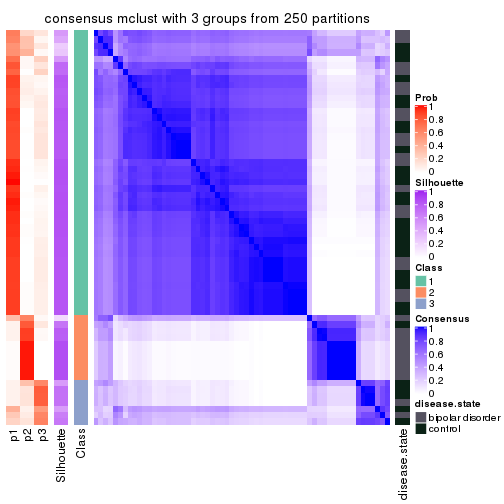 consensus mclust with 3 groups from 250 partitions
Prob
1
0.8
0.6
0.4
0.2
0
Silhouette
1
0.8
0.6
0.4
0.2
0
Class
1
2
3
Consensus
1
0.8
0.6
0.4
0.2
0
disease.state
bipolar disorder
control
p1
p2
p3
Silhouette
Class
disease.state